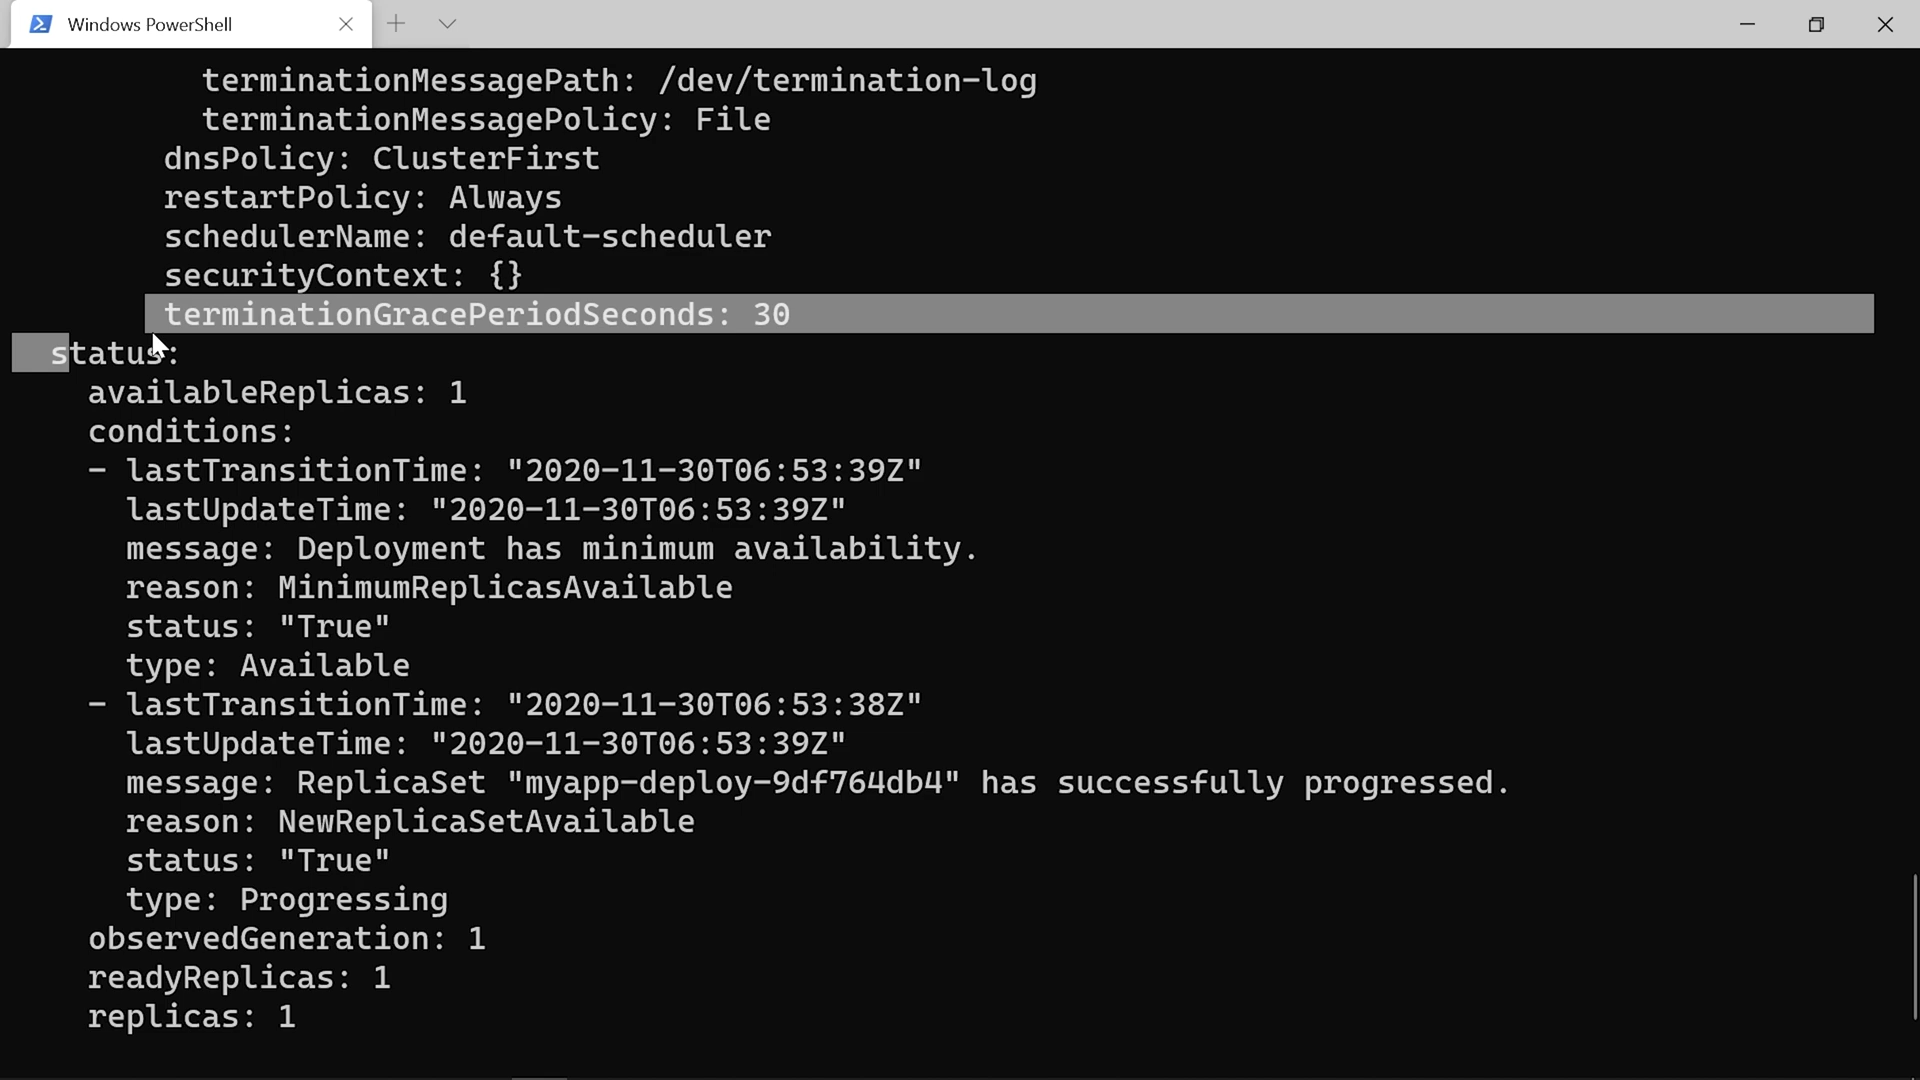 Windows PowerShell
terminationMessagePath: /dev/termination-log
terminationMessagePolicy: File
dnsPolicy: ClusterFirst
restartPolicy: Always
schedulerName: default-scheduler
securityContext: {}
terminationGracePeriodSeconds: 30
status:
availableReplicas: 1
conditions:
- lastTransitionTime: "2020-11-30T06:53:39Z"
lastUpdateTime: "2020-11-30T06:53:39Z"
message: Deployment has minimum availability.
reason: MinimumReplicasAvailable
status: "True"
type: Available
- lastTransitionTime: "2020-11-30T06:53:38Z"
lastUpdateTime: "2020-11-30T06:53:39Z"
message: ReplicaSet "myapp-deploy-9df764db4" has successfully progressed.
reason: NewReplicaSetAvailable
status: "True"
type: Progressing
observedGeneration: 1
readyReplicas: 1
replicas: 1